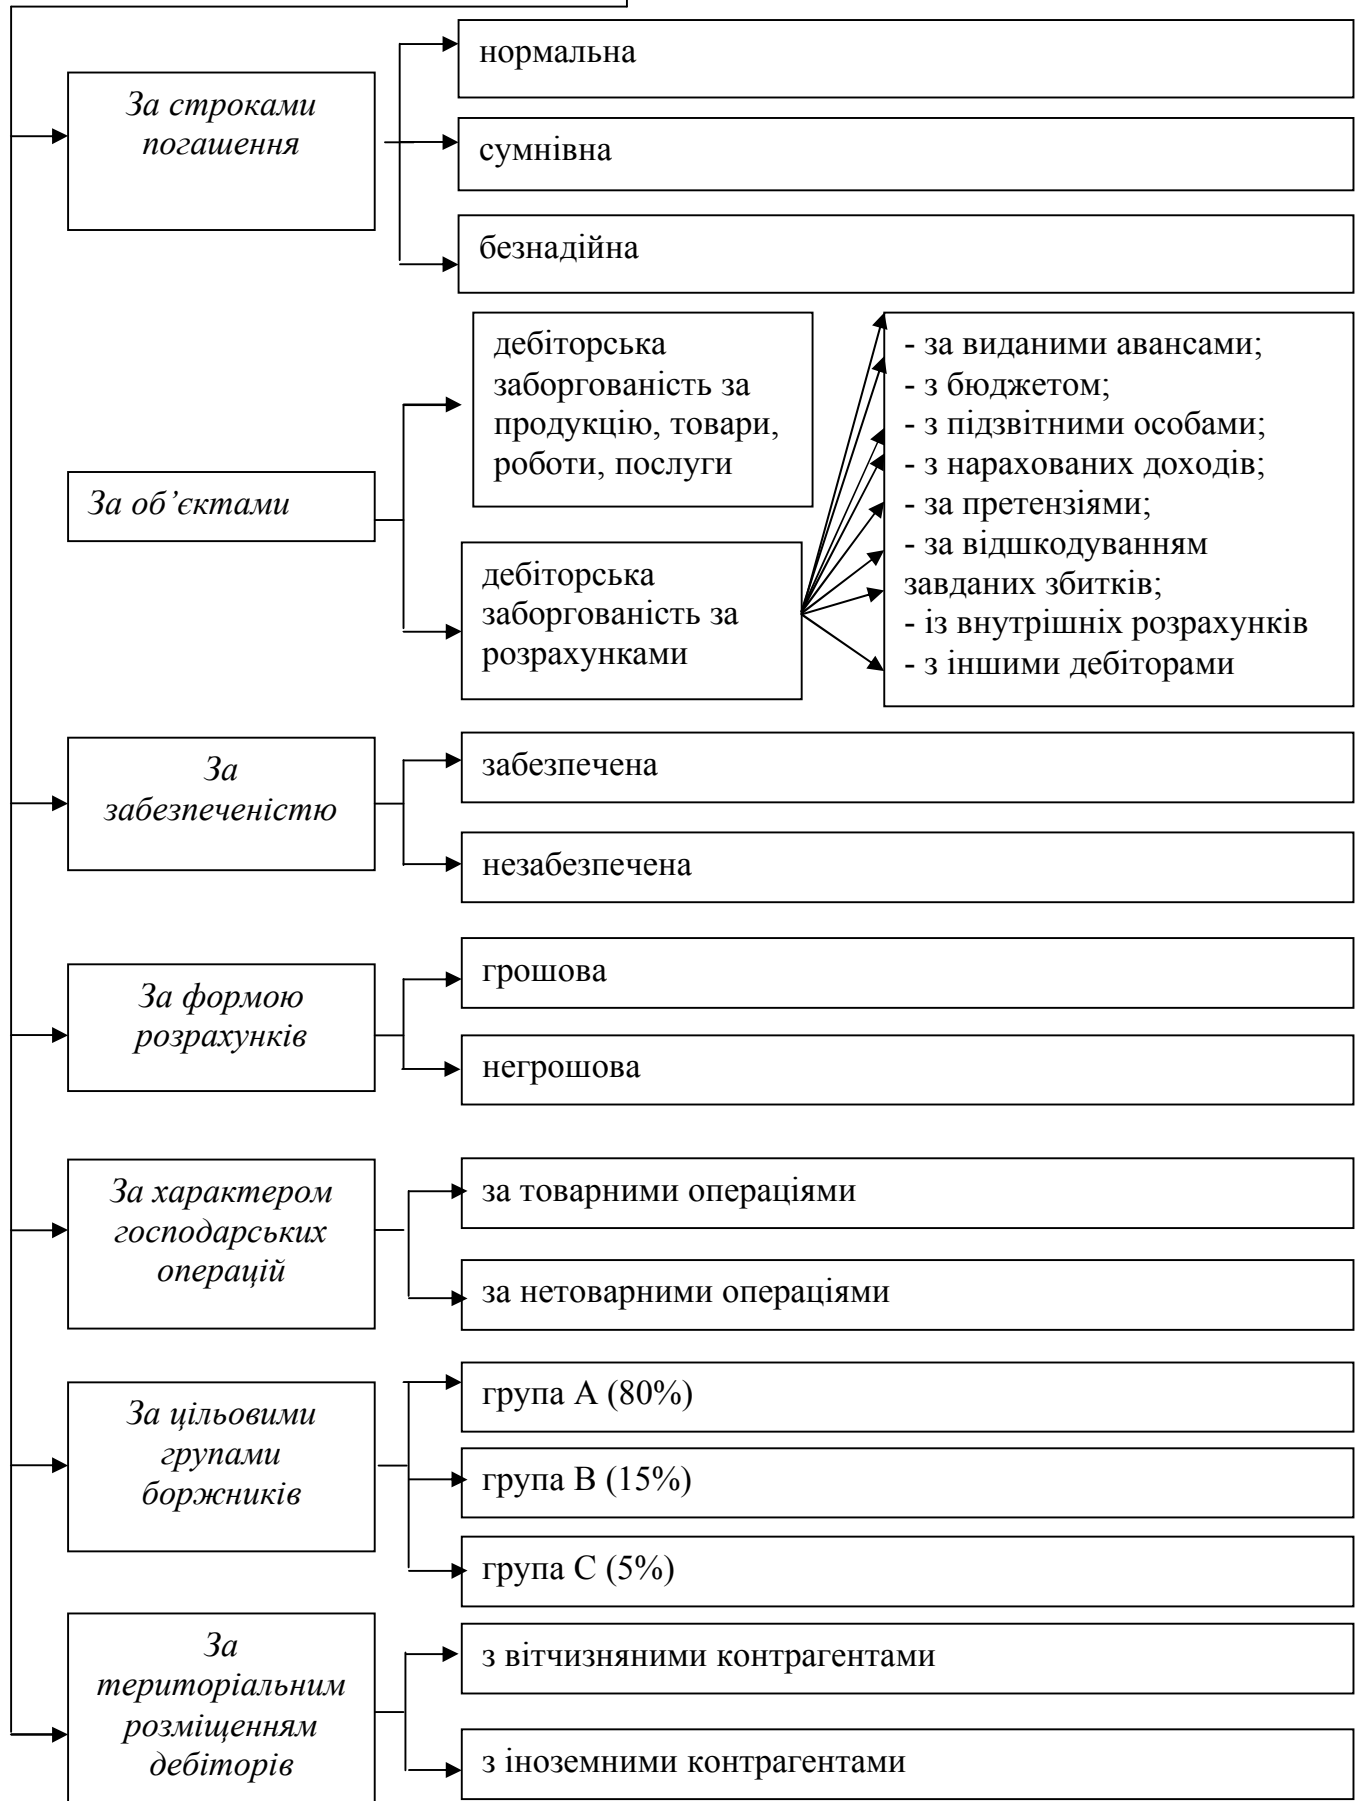 За строками
погашення
нормальна
сумнівна
безнадійна
За об’єктами
дебіторська
заборгованість за
продукцію, товари,
роботи, послуги
дебіторська
заборгованість за
розрахунками
- за виданими авансами;
- з бюджетом;
- з підзвітними особами;
- з нарахованих доходів;
- за претензіями;
- за відшкодуванням
завданих збитків;
- із внутрішніх розрахунків
- з іншими дебіторами
За
забезпеченістю
забезпечена
незабезпечена
За формою
розрахунків
грошова
негрошова
За характером
господарських
операцій
за товарними операціями
за нетоварними операціями
За цільовими
групами
боржників
група А (80%)
група В (15%)
група С (5%)
За
територіальним
розміщенням
дебіторів
з вітчизняними контрагентами
з іноземними контрагентами